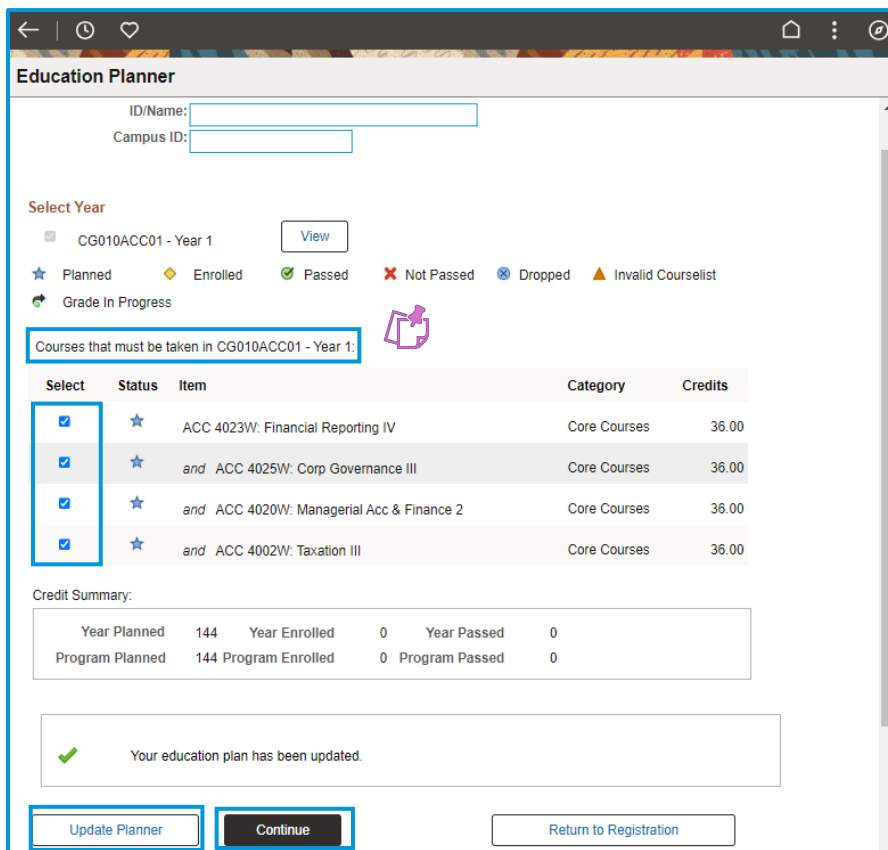 Education Planner
ID/Name:
Campus ID:
Select Year
CG010ACC01 - Year 1 View
Planned Enrolled Passed Not Passed Dropped Invalid Courselist
Grade In Progress
Courses that must be taken in CG010ACC01 - Year 1:
Select Status Item Category Credits
ACC 4023W: Financial Reporting IV Core Courses 36.00
and ACC 4025W: Corp Governance III Core Courses 36.00
and ACC 4020W: Managerial Acc & Finance 2 Core Courses 36.00
and ACC 4002W: Taxation III Core Courses 36.00
Credit Summary:
Year Planned 144 Year Enrolled 0 Year Passed 0
Program Planned 144 Program Enrolled 0 Program Passed 0
Your education plan has been updated.
Update Planner Continue Return to Registration